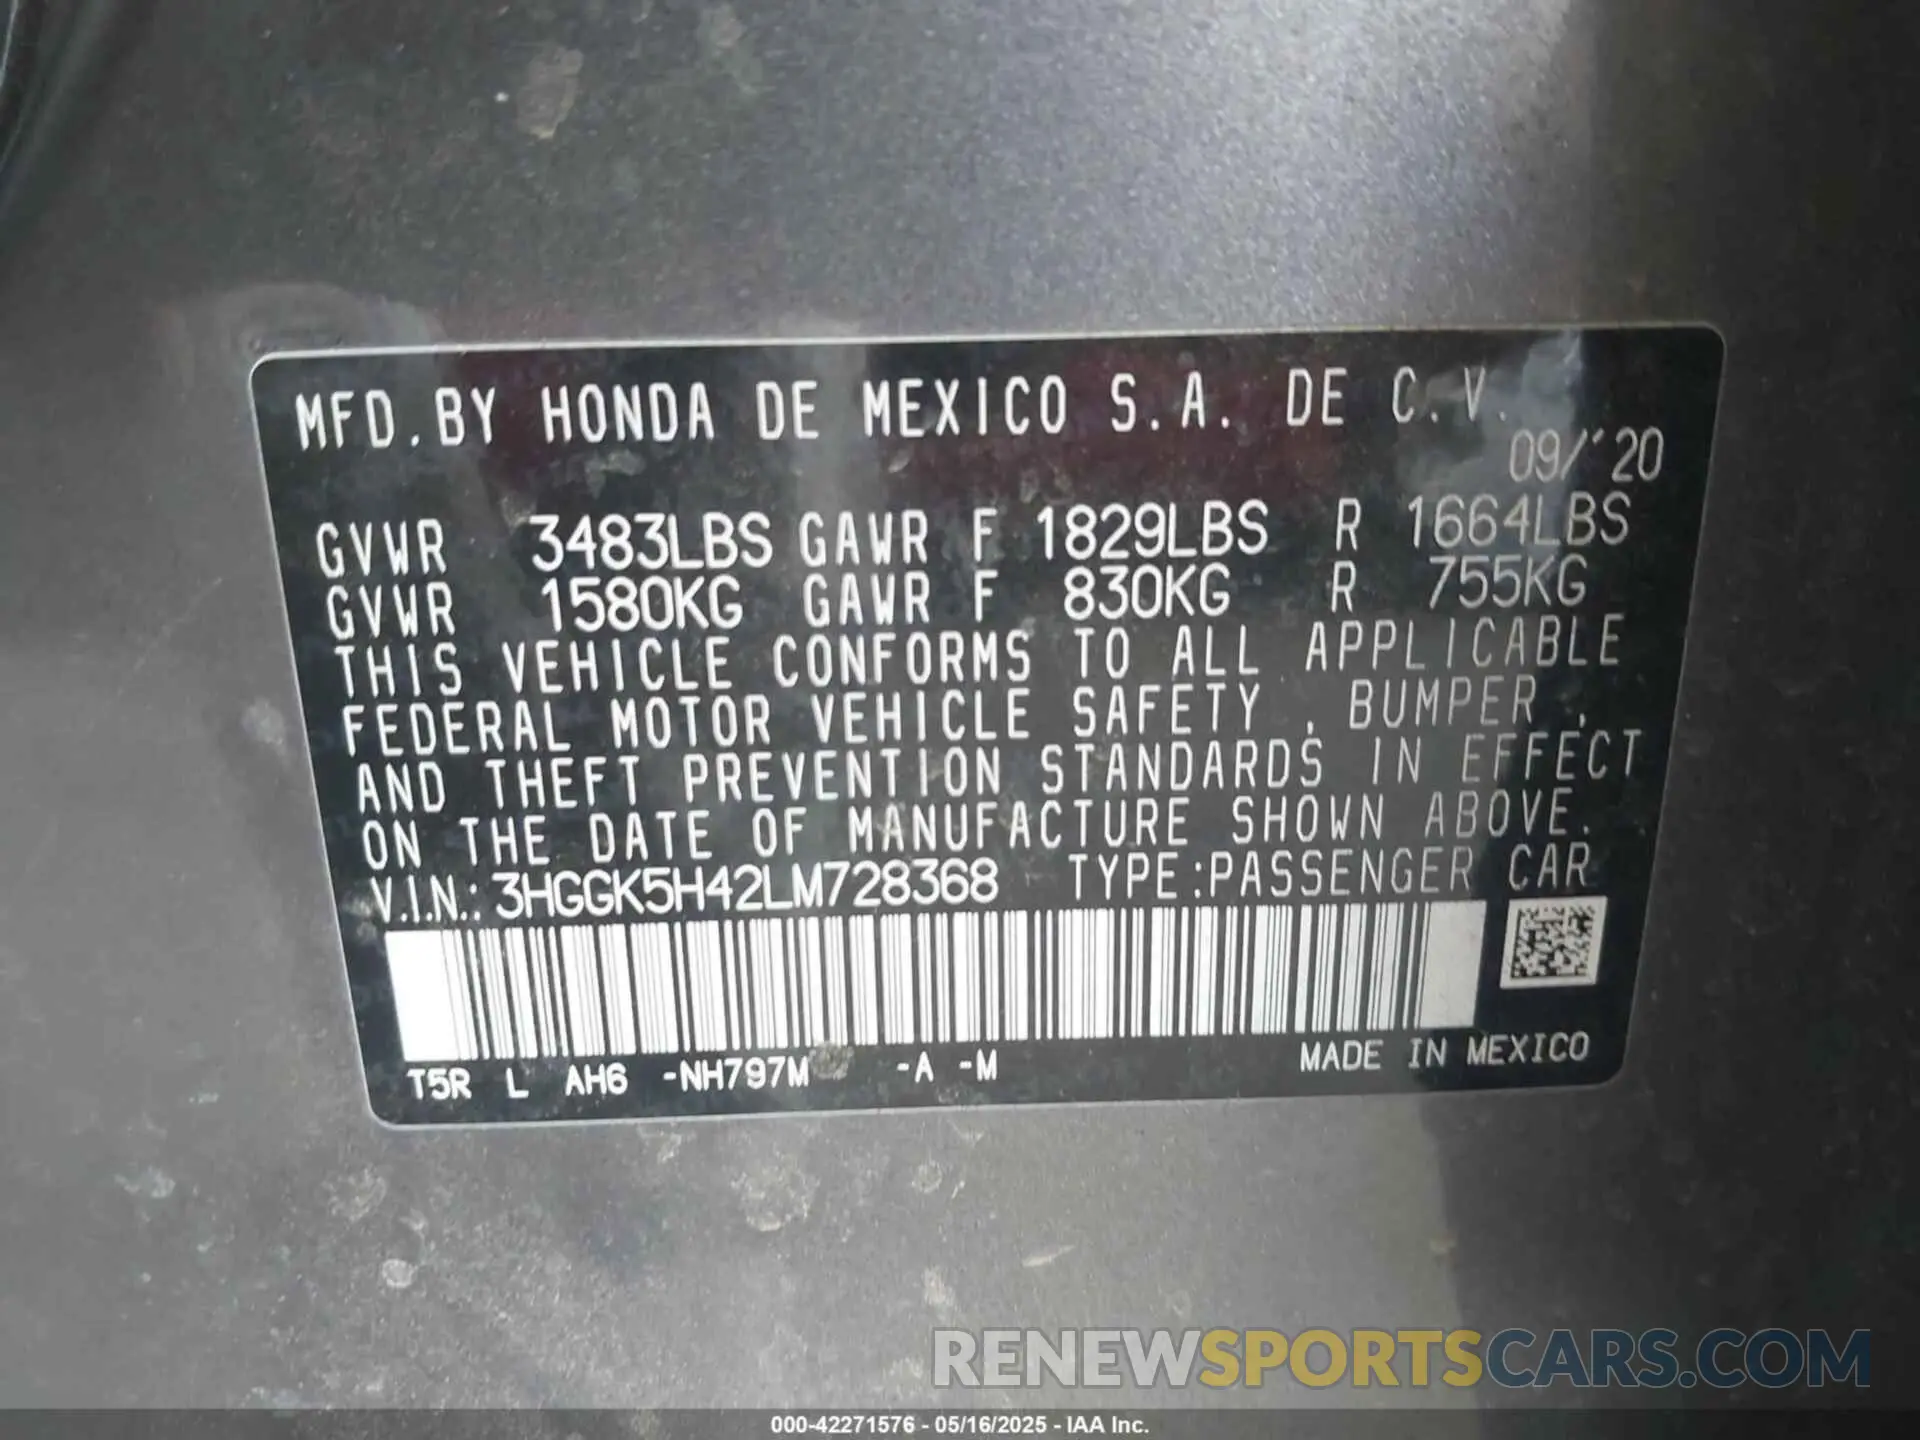 MFD. BY HONDA DE MEXICO S.A. DE C.V.
09/'20
GVWR 3483LBS GAWR F 1829LBS R 1664LBS
GVWR 1580KG GAWR F 830KG R 755KG
THIS VEHICLE CONFORMS TO ALL APPLICABLE
FEDERAL MOTOR VEHICLE SAFETY , BUMPER ,
AND THEFT PREVENTION STANDARDS IN EFFECT
ON THE DATE OF MANUFACTURE SHOWN ABOVE.
V.I.N.: 3HGGK5H42LM728368 TYPE:PASSENGER CAR
T5R L AH6 -NH797M -A -M MADE IN MEXICO
RENEWSPORTSCARS.COM
000-42271576 - 05/16/2025 - IAA Inc.